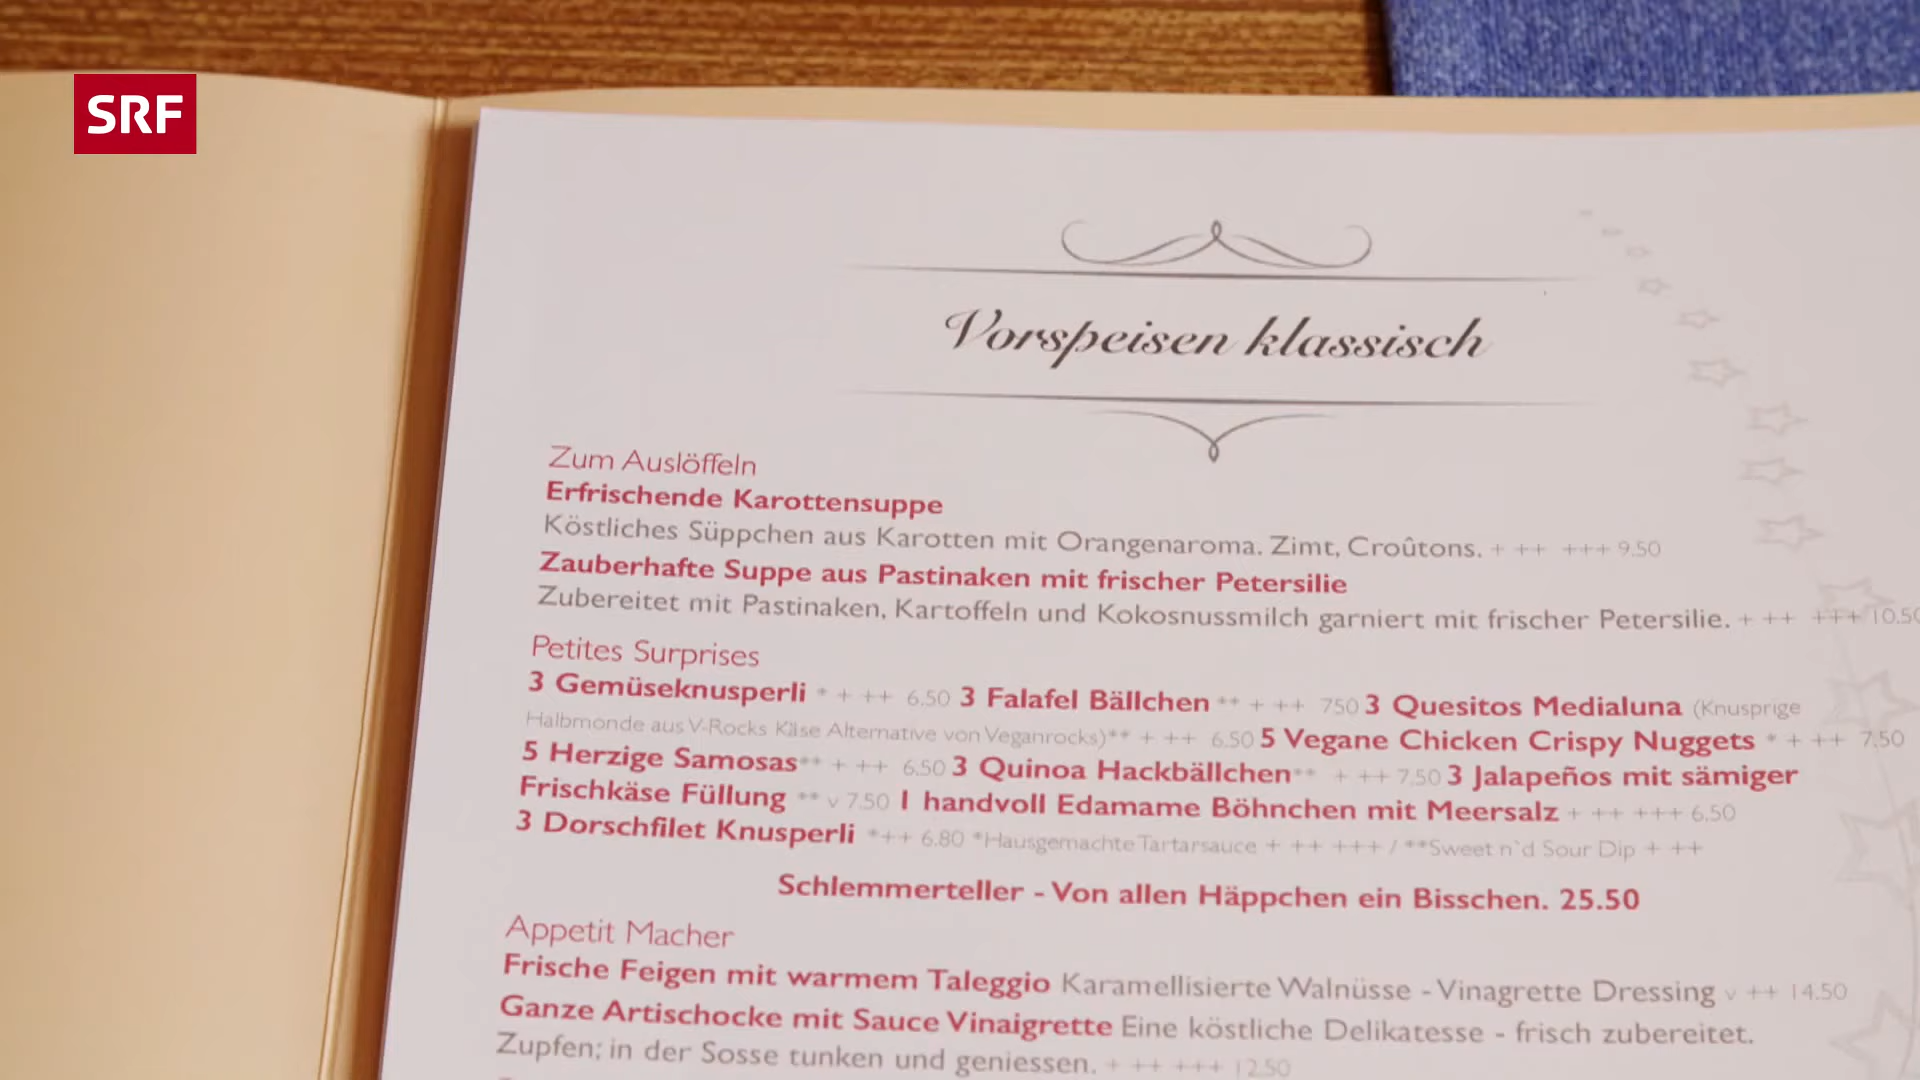 SRF
Vorspeisen klassisch
Zum Auslöffeln
Erfrischende Karottensuppe
Köstliches Süppchen aus Karotten mit Orangenaroma. Zimt, Croûtons. + ++ +++ 9.50
Zauberhafte Suppe aus Pastinaken mit frischer Petersilie
Zubereitet mit Pastinaken, Kartoffeln und Kokosnussmilch garniert mit frischer Petersilie. + ++ +++ 10.50
Petites Surprises
3 Gemüseknusperli * + ++ 6.50 3 Falafel Bällchen ** + ++ 750 3 Quesitos Medialuna (Knusprige
Halbmonde aus V-Rocks Käse Alternative von Veganrocks)** + ++ 6.50 5 Vegane Chicken Crispy Nuggets * + ++ 7.50
5 Herzige Samosas** + ++ 6.50 3 Quinoa Hackbällchen** + ++ 7.50 3 Jalapeños mit sämiger
Frischkäse Füllung ** v 7.50 1 handvoll Edamame Böhnchen mit Meersalz + ++ +++ 6.50
3 Dorschfilet Knusperli *++ 6.80 *Hausgemachte Tartarsauce + ++ +++ / **Sweet n`d Sour Dip + ++
Schlemmerteller - Von allen Häppchen ein Bisschen. 25.50
Appetit Macher
Frische Feigen mit warmem Taleggio Karamellisierte Walnüsse - Vinagrette Dressing v ++ 14.50
Ganze Artischocke mit Sauce Vinaigrette Eine köstliche Delikatesse - frisch zubereitet.
Zupfen; in der Sosse tunken und geniessen. + ++ +++ 12.50